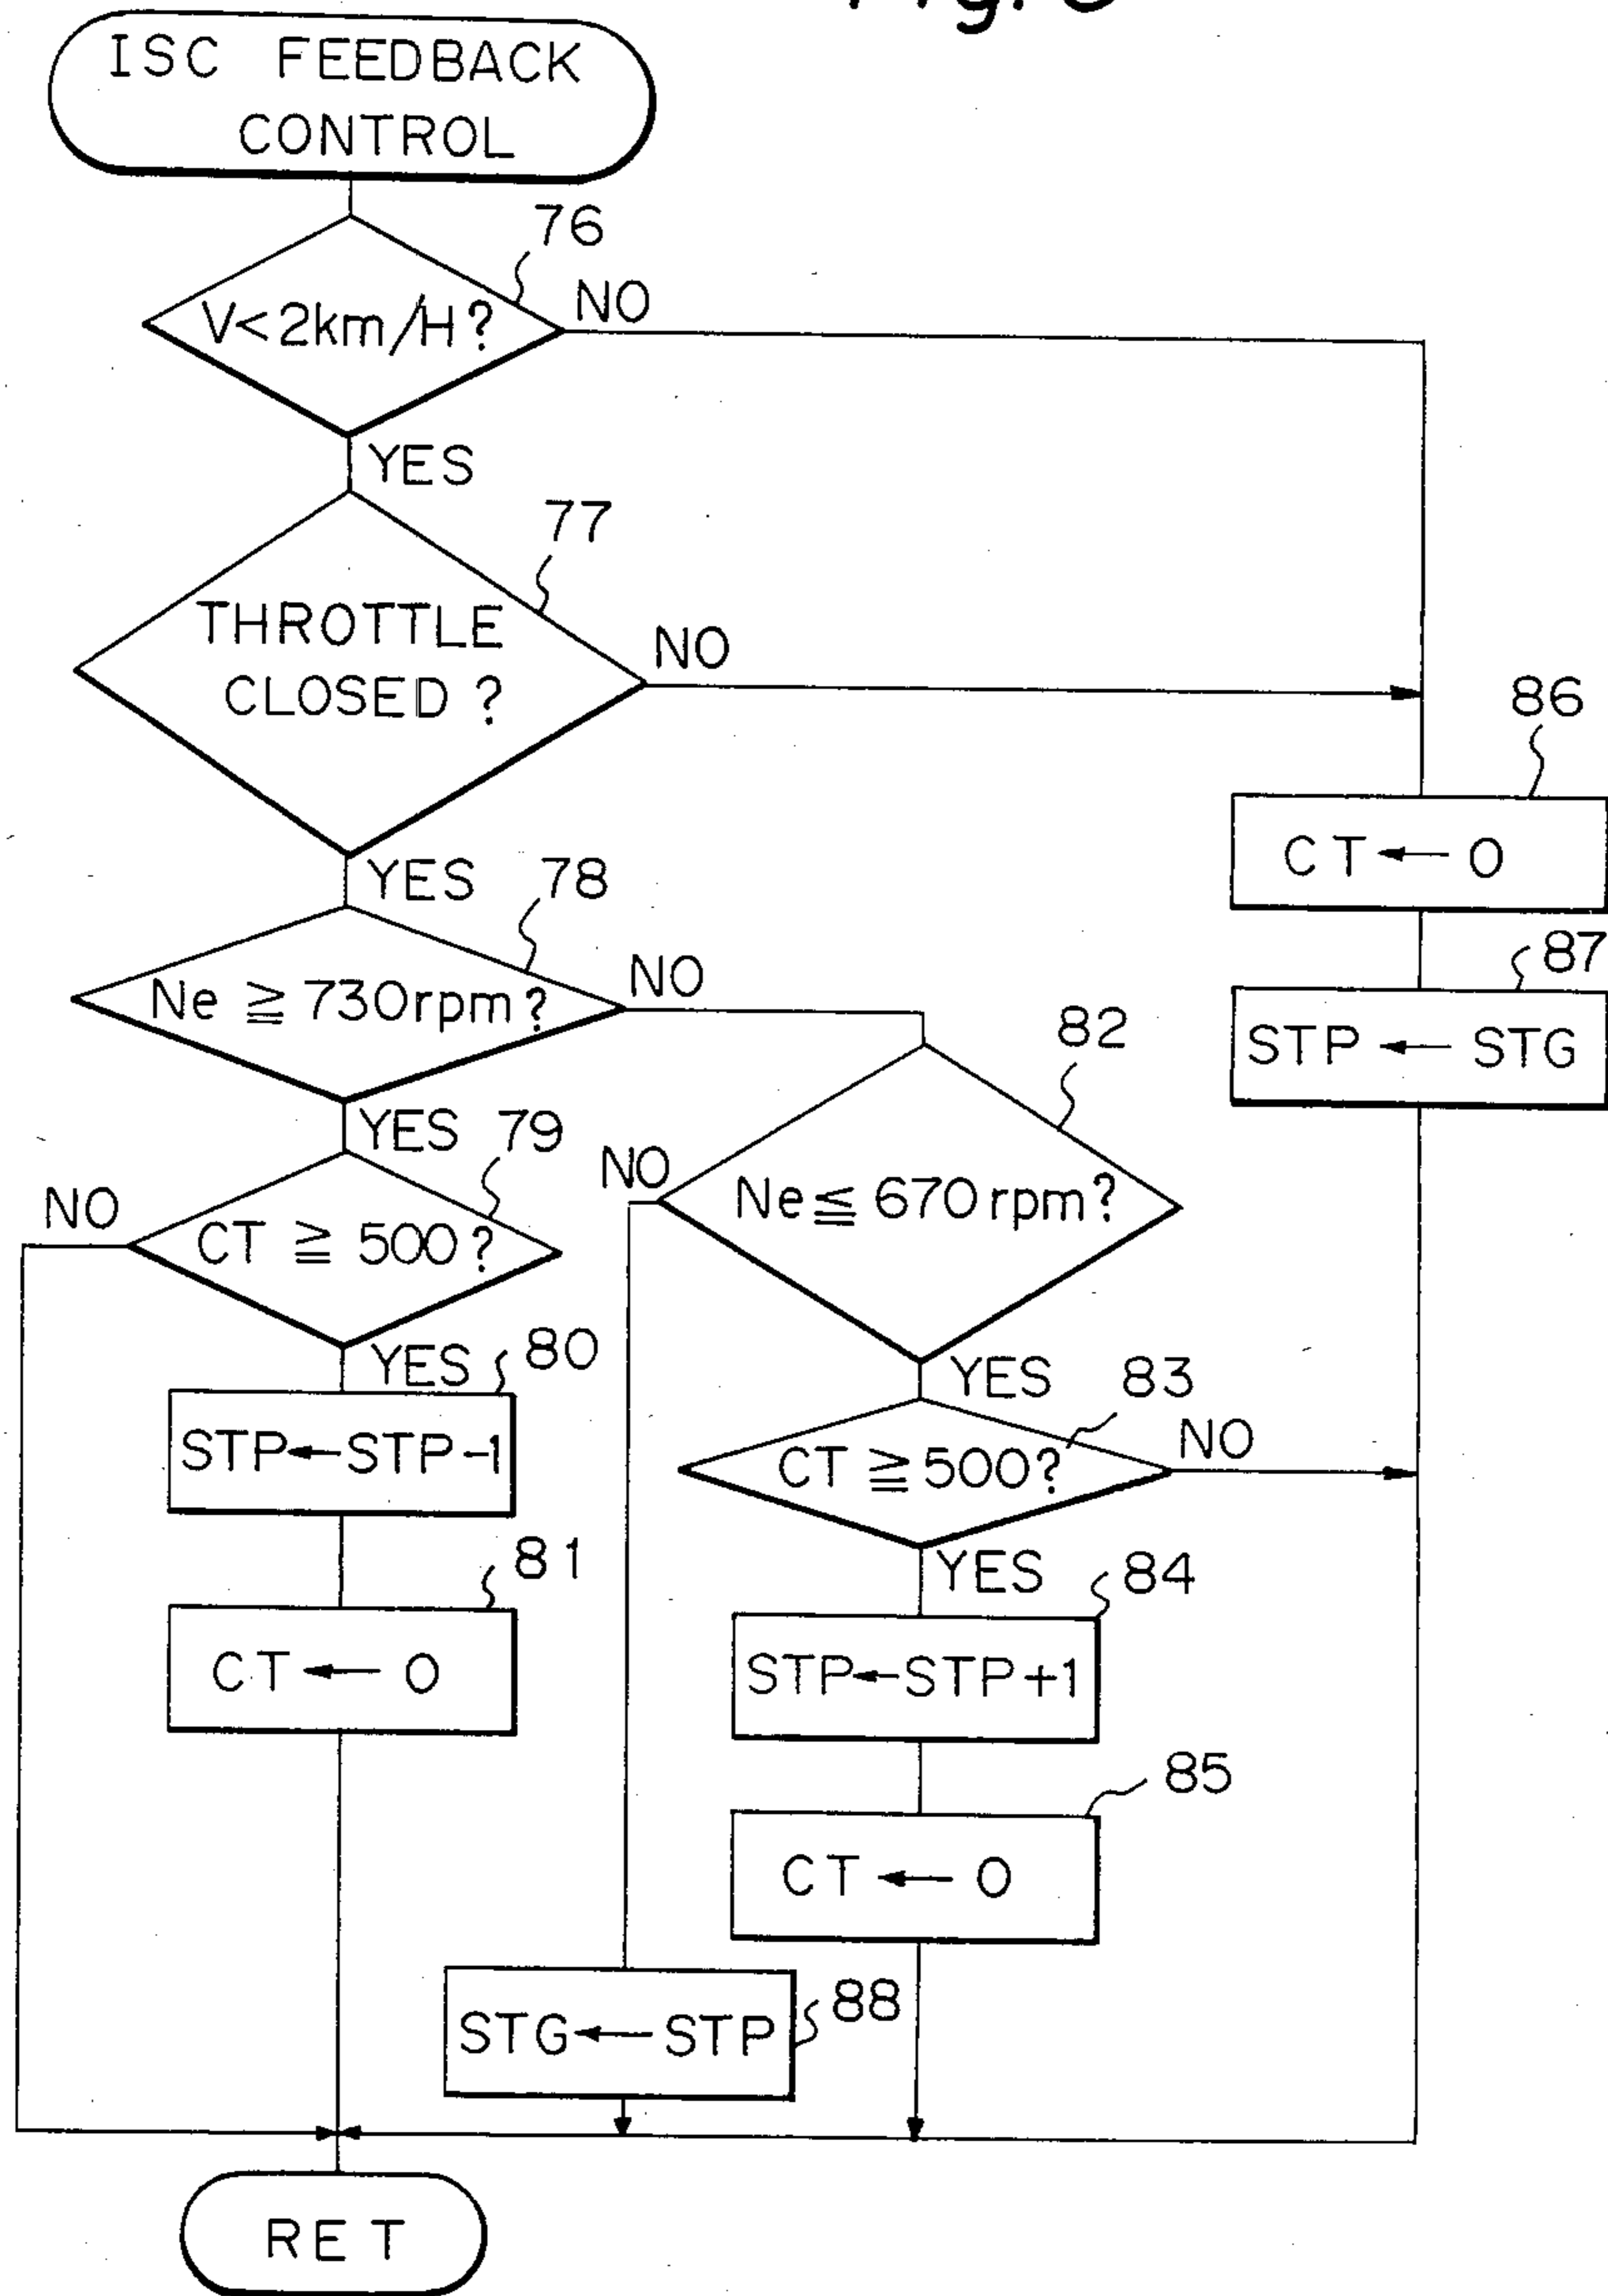 ISC FEEDBACK
CONTROL
76
V<2km/H?
NO
YES
77
THROTTLE
CLOSED ?
NO
86
CT ← 0
YES
78
87
Ne ≧ 730rpm?
NO
STP ← STG
82
YES
79
NO
Ne ≦ 670rpm?
NO
CT ≧ 500?
YES
80
YES
83
STP←STP-1
CT ≧ 500?
NO
81
YES
84
CT ← 0
STP←STP+1
85
CT ← 0
88
STG ← STP
RET